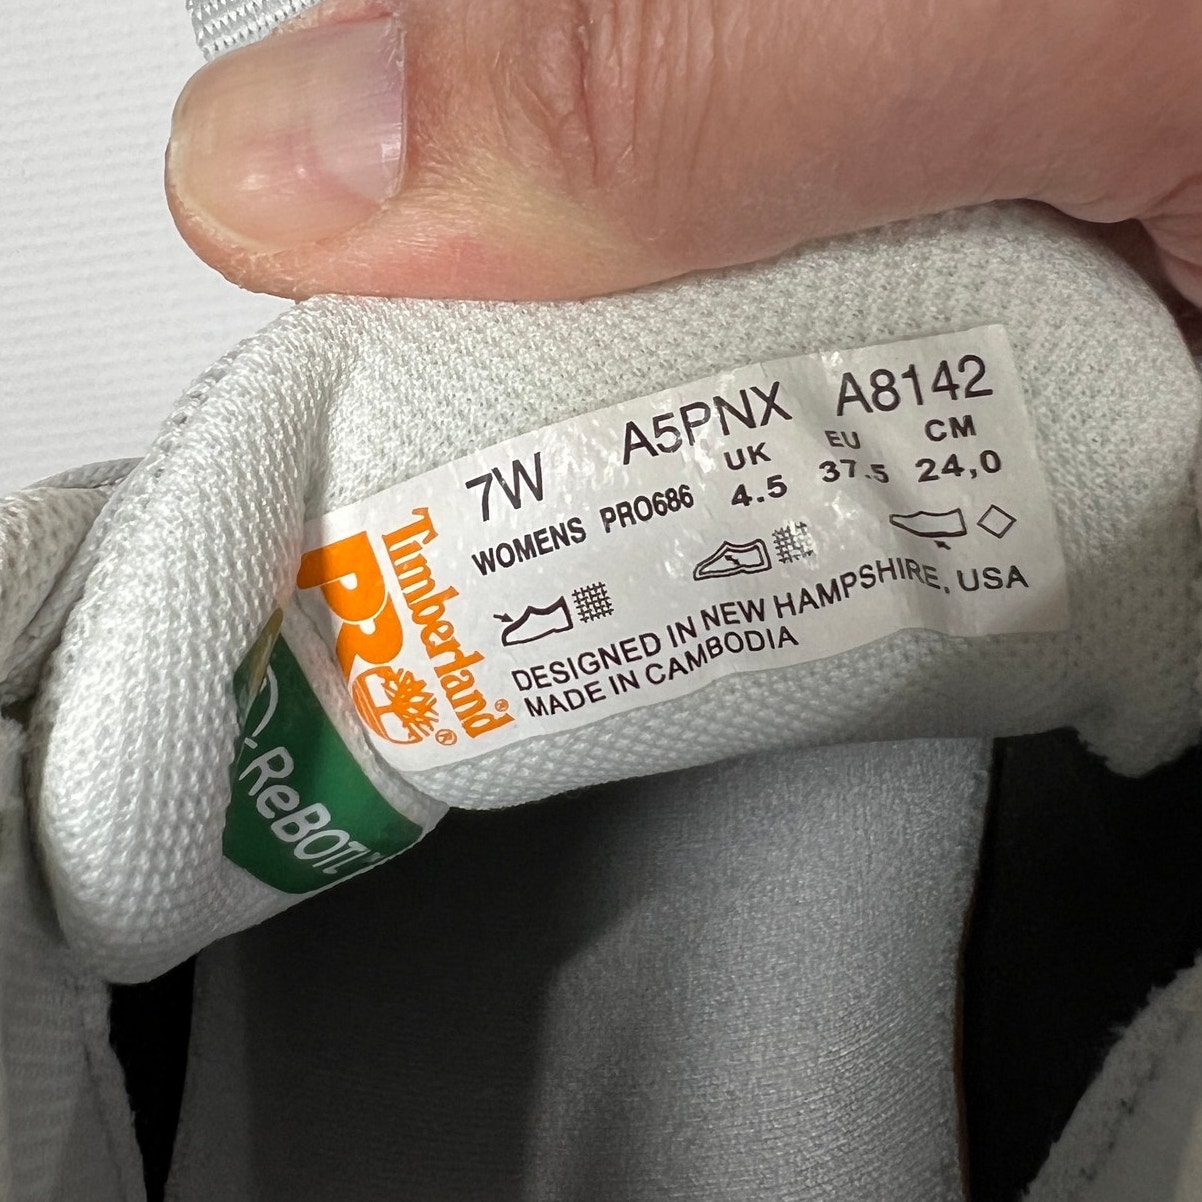 7W A5PNX A8142
WOMENS PRO686 UK EU CM
4.5 37.5 24,0
DESIGNED IN NEW HAMPSHIRE, USA
MADE IN CAMBODIA
Timberland®
PRO®
ReBOTL™